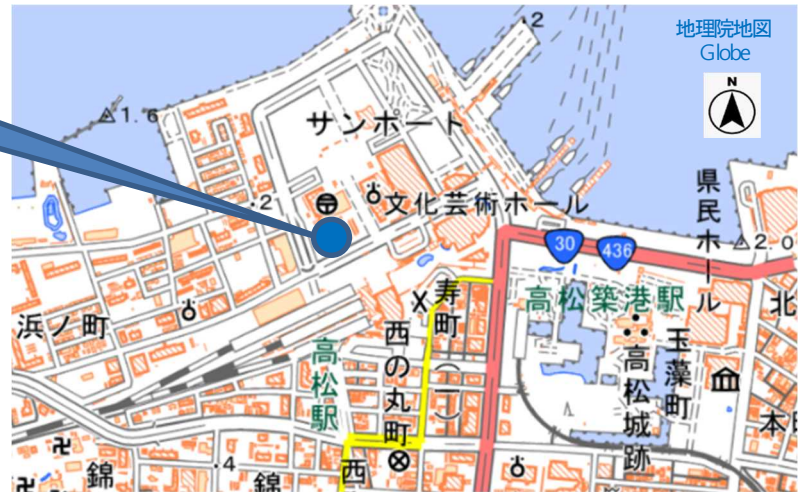 地理院地図
Globe
N
2
1.6
サンポート
2
文化芸術ホール
県民ホール
30
436
2.0
高松築港駅
寿町(一)
北
浜ノ町
高松駅
西の丸町
高松城跡
玉藻町
本
4
錦
錦
西